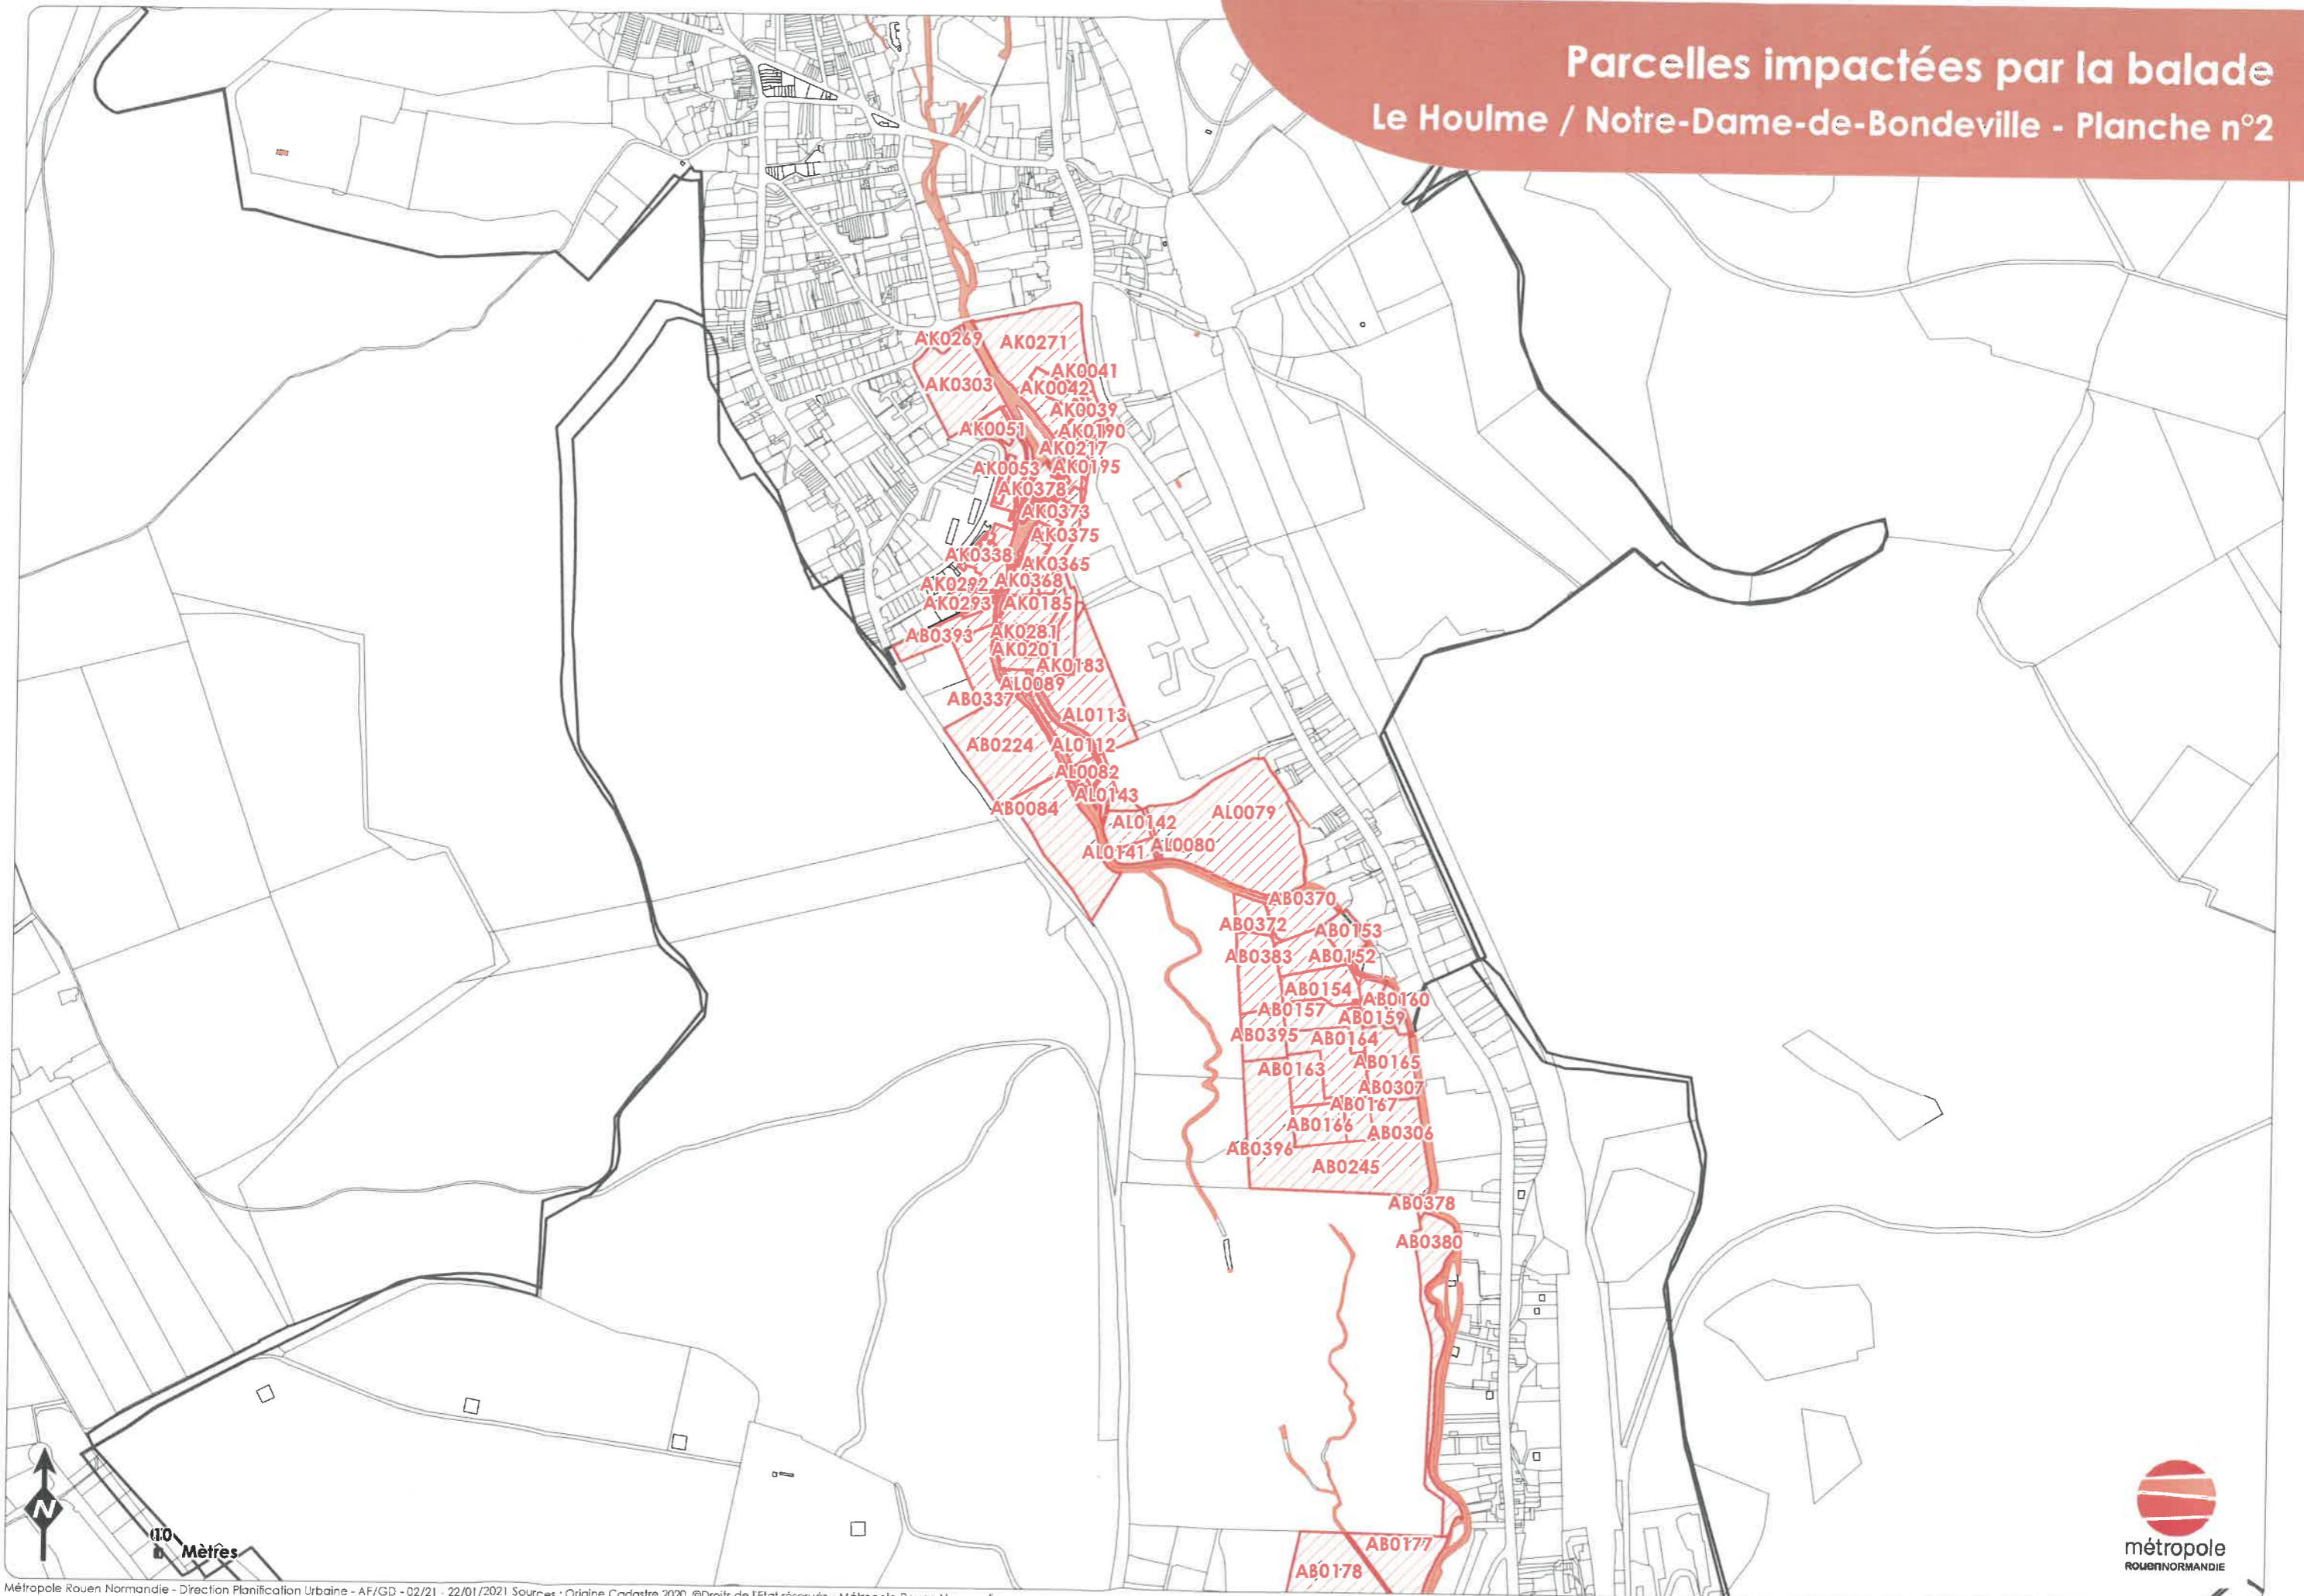 Parcelles impactées par la balade
Le Houlme / Notre-Dame-de-Bondeville - Planche n°2
AK0269
AK0271
AK0041
AK0303
AK0042
AK0039
AK0051
AK0190
AK0217
AK0053
AK0195
AK0378
AK0373
AK0375
AK0338
AK0365
AK0292
AK0368
AK0293
AK0185
AB0393
AK0281
AK0201
AK0183
AL0089
AB0337
AL0113
AB0224
AL0112
AL0082
AL0143
AB0084
AL0079
AL0142
AL0080
AL0141
AB0370
AB0372
AB0153
AB0383
AB0152
AB0154
AB0160
AB0157
AB0159
AB0395
AB0164
AB0163
AB0165
AB0307
AB0167
AB0166
AB0306
AB0396
AB0245
AB0378
AB0380
AB0177
AB0178
N
Mètres
métropole
ROUENNORMANDIE
Métropole Rouen Normandie - Direction Planification Urbaine - AF/GD - 02/21 - 22/01/2021 Sources : Origine Cadastre 2020 ©Droits de l'Etat réservés